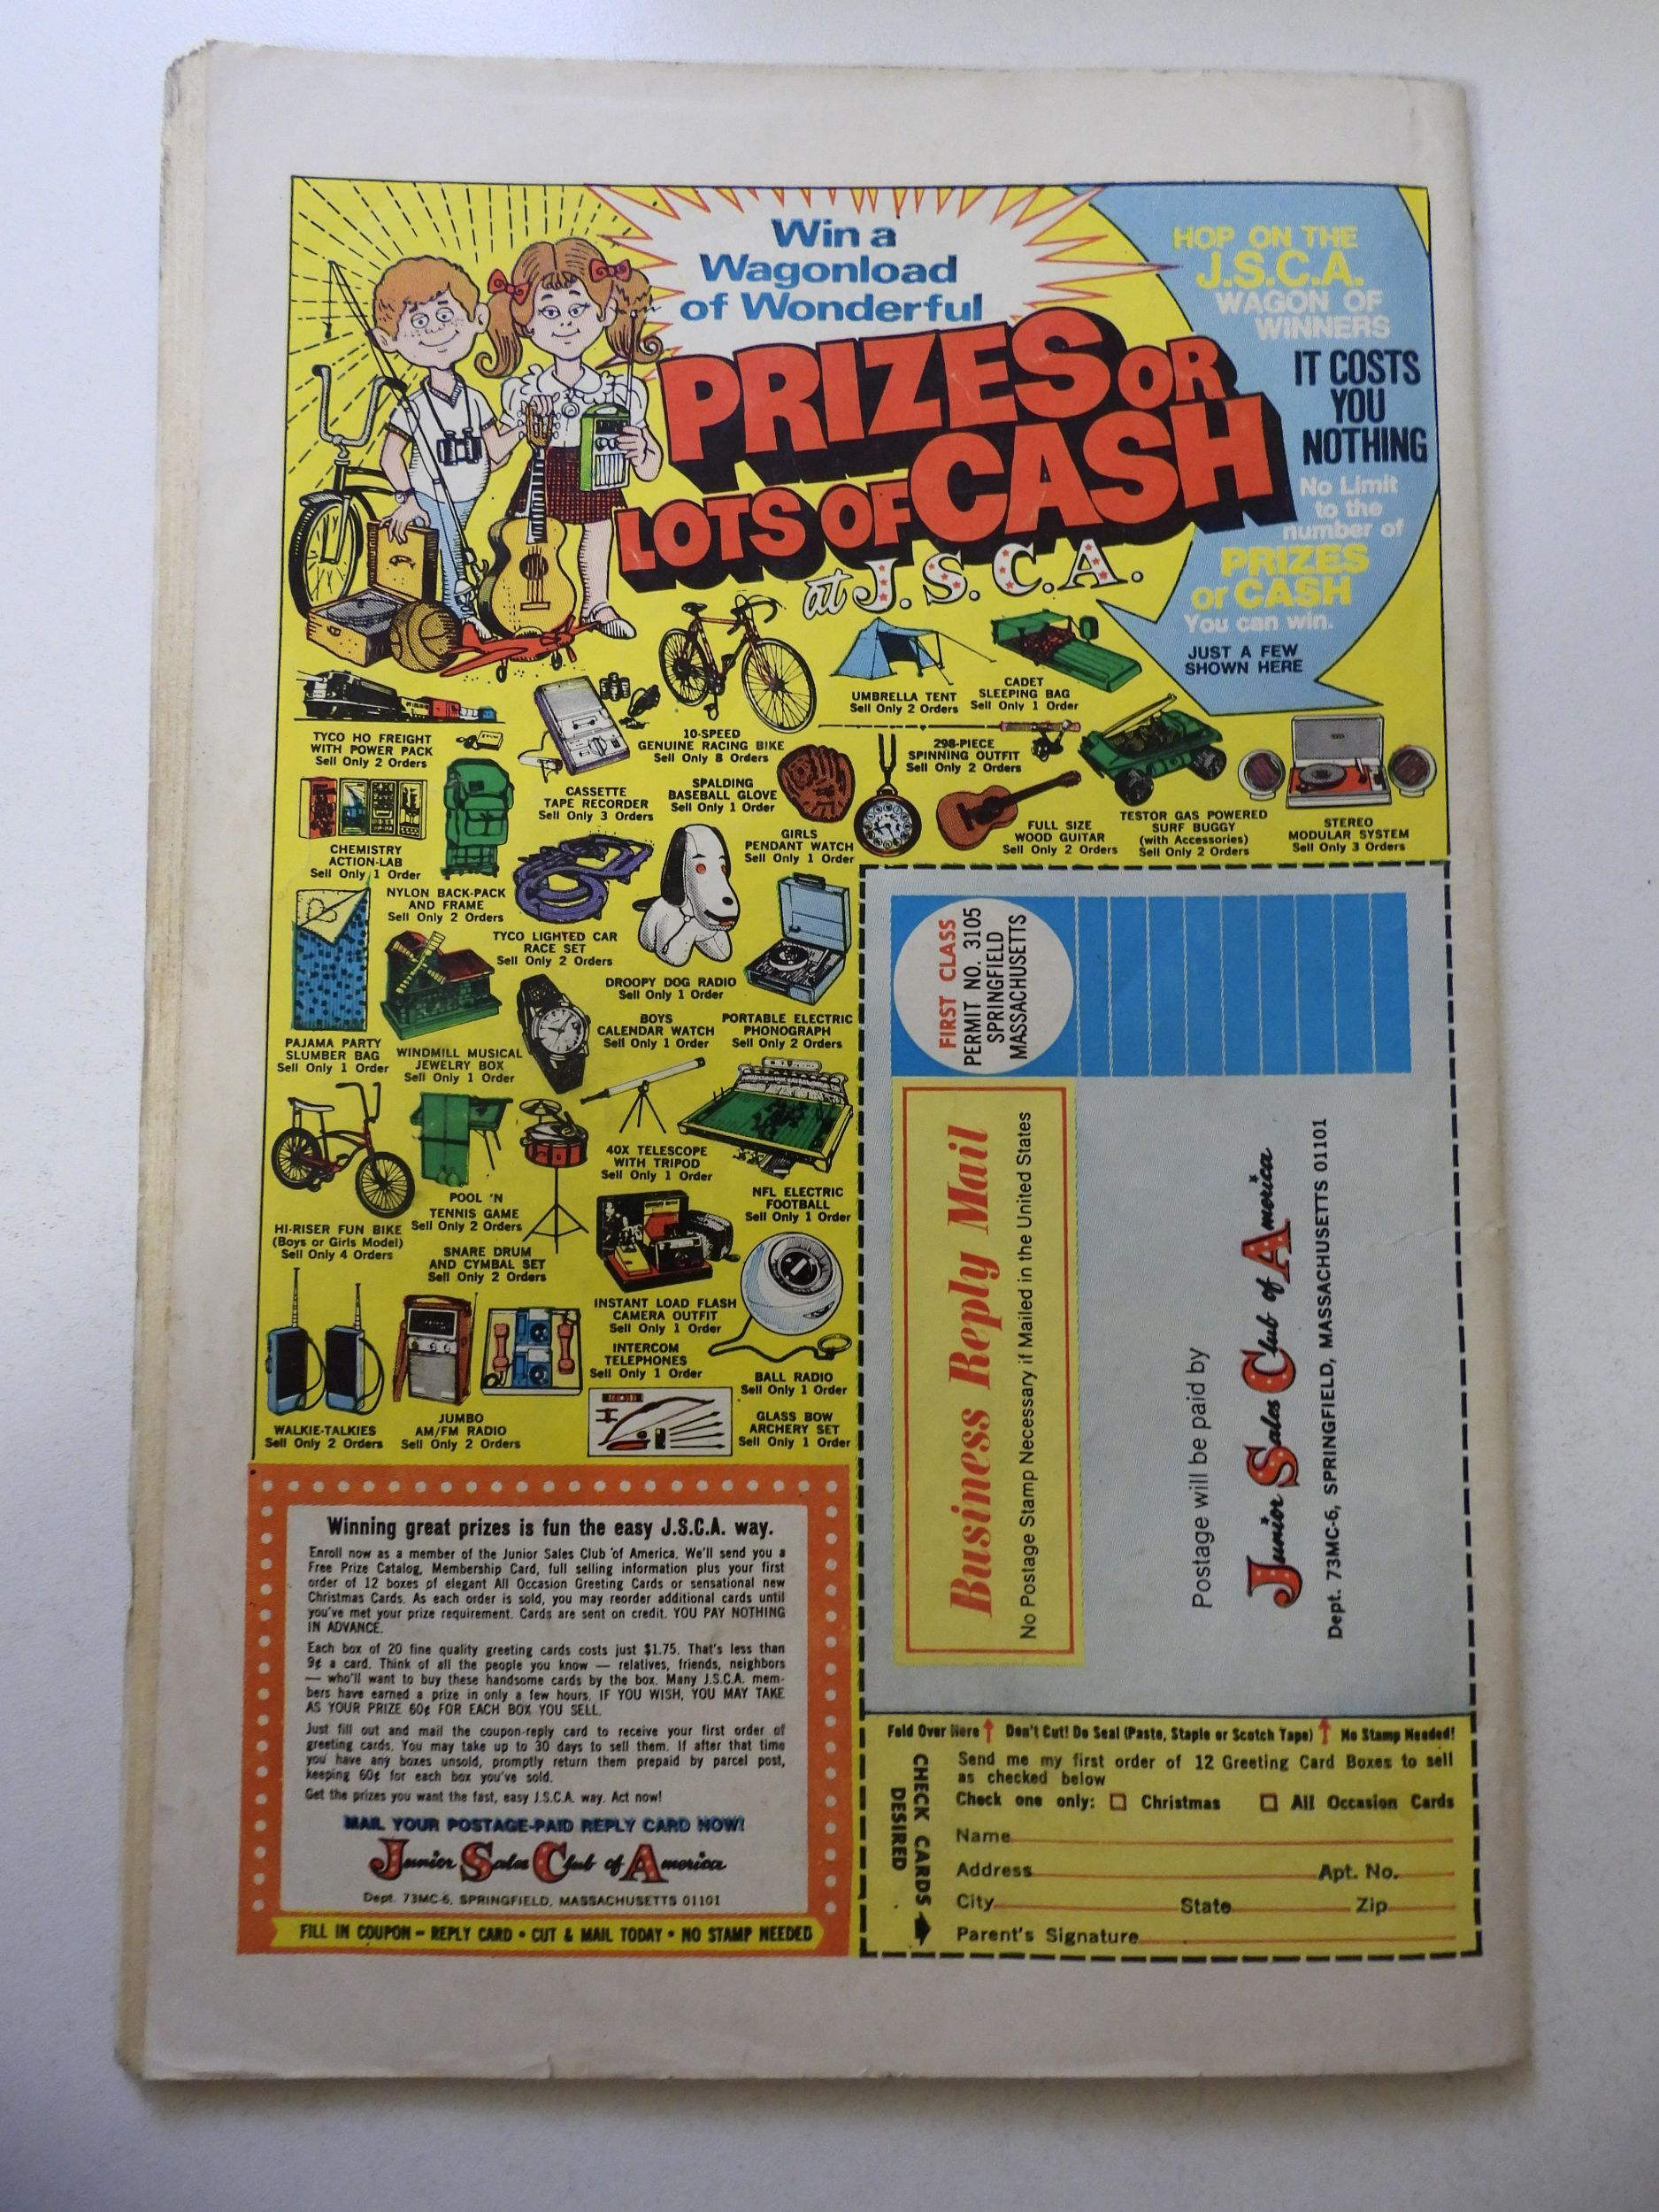 Win a
Wagonload
of Wonderful
PRIZES OR
LOTS OF CASH
at J.S.C.A.
HOP ON THE
J.S.C.A.
WAGON OF
WINNERS
IT COSTS
YOU
NOTHING
No Limit
to the
number of
PRIZES
or CASH
You can win.
JUST A FEW
SHOWN HERE
UMBRELLA TENT
Sell Only 2 Orders
CADET
SLEEPING BAG
Sell Only 1 Order
TYCO HO FREIGHT
WITH POWER PACK
Sell Only 2 Orders
10-SPEED
GENUINE RACING BIKE
Sell Only 8 Orders
298-PIECE
SPINNING OUTFIT
Sell Only 2 Orders
CASSETTE
TAPE RECORDER
Sell Only 3 Orders
SPALDING
BASEBALL GLOVE
Sell Only 1 Order
GIRLS
PENDANT WATCH
Sell Only 1 Order
FULL SIZE
WOOD GUITAR
Sell Only 2 Orders
TESTOR GAS POWERED
SURF BUGGY
(with Accessories)
Sell Only 2 Orders
STEREO
MODULAR SYSTEM
Sell Only 3 Orders
CHEMISTRY
ACTION-LAB
Sell Only 1 Order
NYLON BACK-PACK
AND FRAME
Sell Only 2 Orders
TYCO LIGHTED CAR
RACE SET
Sell Only 2 Orders
DROOPY DOG RADIO
Sell Only 1 Order
PAJAMA PARTY
SLUMBER BAG
Sell Only 1 Order
WINDMILL MUSICAL
JEWELRY BOX
Sell Only 1 Order
BOYS
CALENDAR WATCH
Sell Only 1 Order
PORTABLE ELECTRIC
PHONOGRAPH
Sell Only 2 Orders
40X TELESCOPE
WITH TRIPOD
Sell Only 1 Order
NFL ELECTRIC
FOOTBALL
Sell Only 1 Order
HI-RISER FUN BIKE
(Boys or Girls Model)
Sell Only 4 Orders
POOL 'N
TENNIS GAME
Sell Only 2 Orders
SNARE DRUM
AND CYMBAL SET
Sell Only 2 Orders
INSTANT LOAD FLASH
CAMERA OUTFIT
Sell Only 1 Order
INTERCOM
TELEPHONES
Sell Only 1 Order
BALL RADIO
Sell Only 1 Order
WALKIE-TALKIES
Sell Only 2 Orders
JUMBO
AM/FM RADIO
Sell Only 2 Orders
GLASS BOW
ARCHERY SET
Sell Only 1 Order
Winning great prizes is fun the easy J.S.C.A. way.
Enroll now as a member of the Junior Sales Club of America. We'll send you a
Free Prize Catalog, Membership Card, full selling information plus your first
order of 12 boxes of elegant All Occasion Greeting Cards or sensational new
Christmas Cards. As each order is sold, you may reorder additional cards until
you've met your prize requirement. Cards are sent on credit. YOU PAY NOTHING
IN ADVANCE.
Each box of 20 fine quality greeting cards costs just $1.75. That's less than
9¢ a card. Think of all the people you know — relatives, friends, neighbors
— who'll want to buy these handsome cards by the box. Many J.S.C.A. mem-
bers have earned a prize in only a few hours. IF YOU WISH, YOU MAY TAKE
AS YOUR PRIZE 60¢ FOR EACH BOX YOU SELL.
Just fill out and mail the coupon-reply card to receive your first order of
greeting cards. You may take up to 30 days to sell them. If after that time
you have any boxes unsold, promptly return them prepaid by parcel post,
keeping 60¢ for each box you've sold.
Get the prizes you want the fast, easy J.S.C.A. way. Act now!
MAIL YOUR POSTAGE-PAID REPLY CARD NOW!
Junior Sales Club of America
Dept. 73MC-6, SPRINGFIELD, MASSACHUSETTS 01101
FILL IN COUPON – REPLY CARD • CUT & MAIL TODAY • NO STAMP NEEDED
FIRST CLASS
PERMIT NO. 3105
SPRINGFIELD
MASSACHUSETTS
Business Reply Mail
No Postage Stamp Necessary if Mailed in the United States
Postage will be paid by
Junior Sales Club of America
Dept. 73MC-6, SPRINGFIELD, MASSACHUSETTS 01101
Fold Over Here ↑ Don't Cut! Do Seal (Paste, Staple or Scotch Tape) ↑ No Stamp Needed!
CHECK CARDS
DESIRED
Send me my first order of 12 Greeting Card Boxes to sell
as checked below
Check one only: ☐ Christmas ☐ All Occasion Cards
Name
Address Apt. No.
City State Zip
Parent's Signature